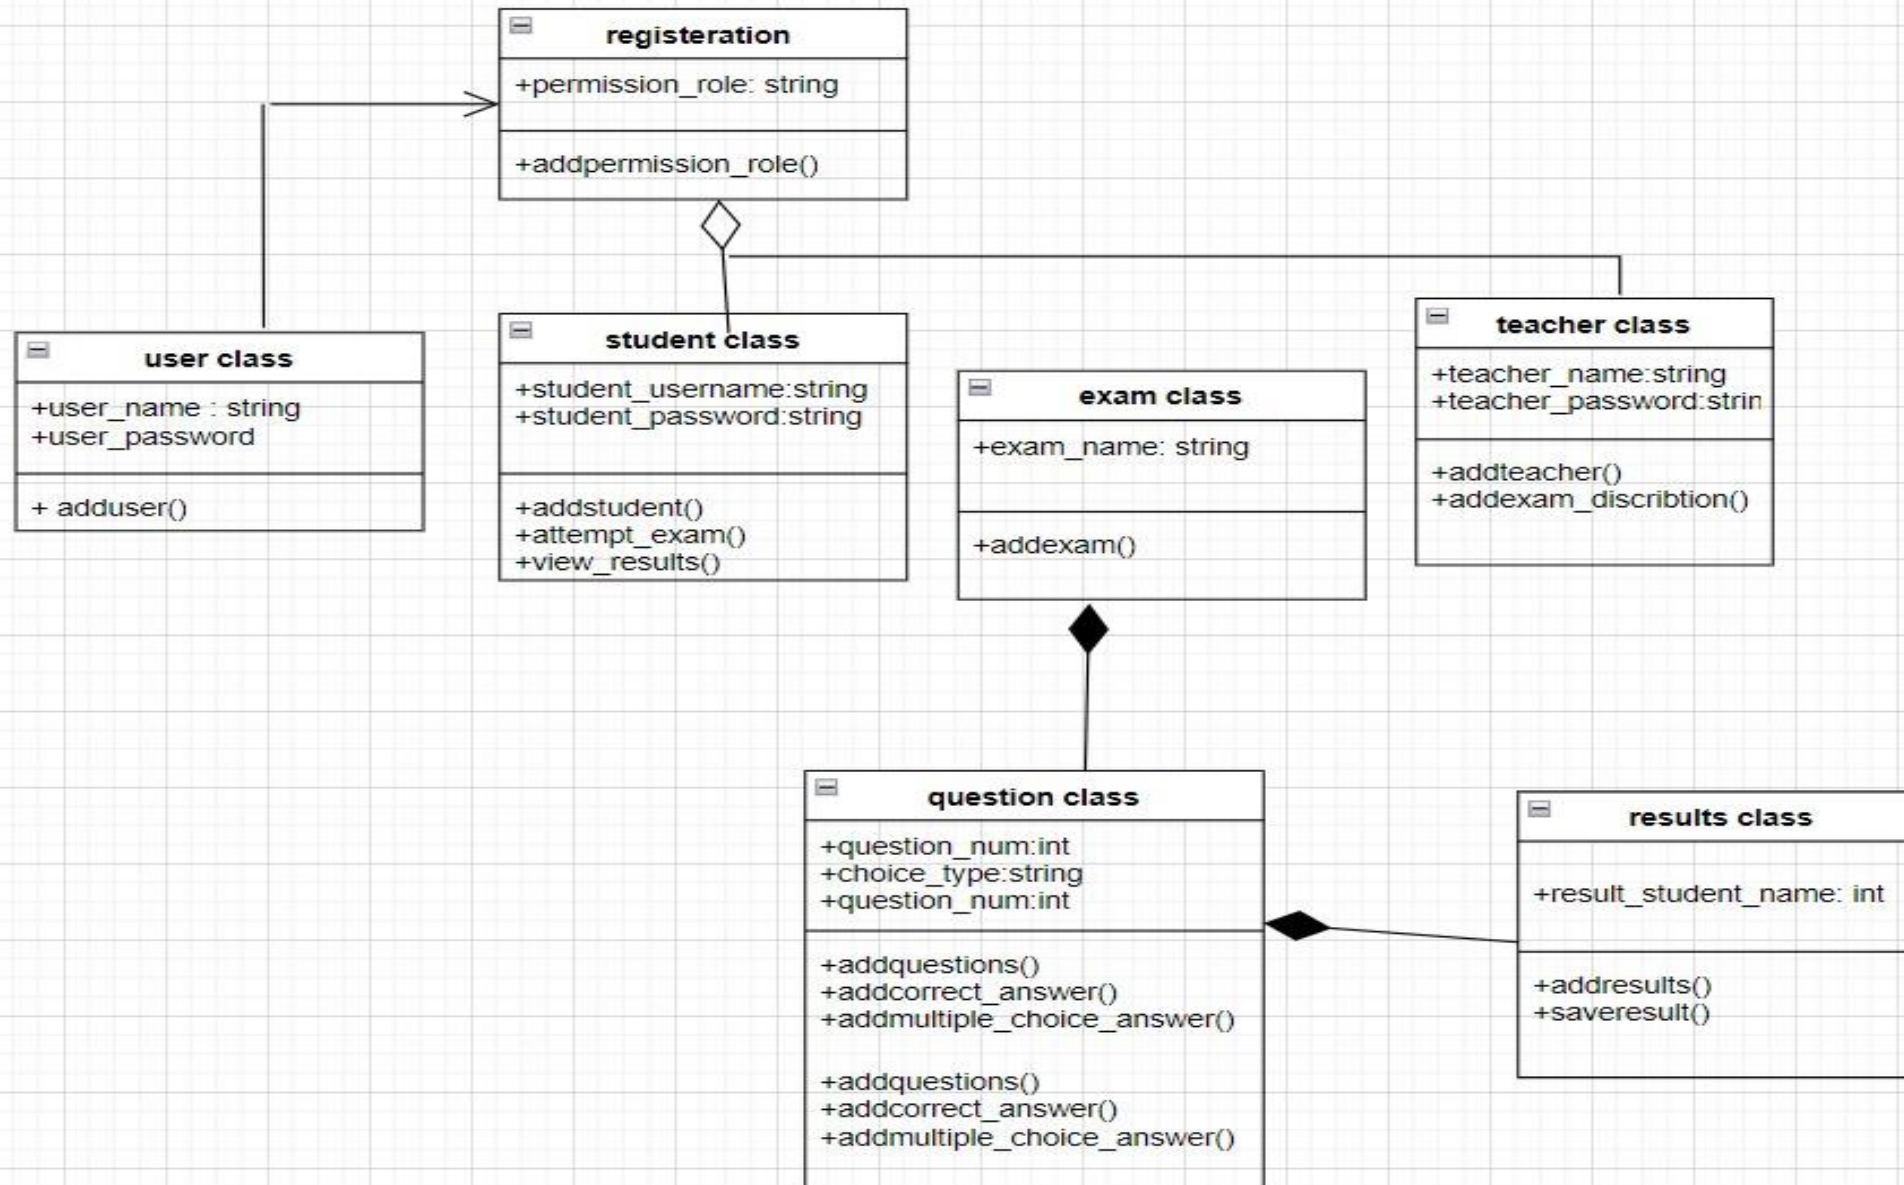 registeration
+permission_role: string
+addpermission_role()
user class
+user_name : string
+user_password
+ adduser()
student class
+student_username:string
+student_password:string
+addstudent()
+attempt_exam()
+view_results()
exam class
+exam_name: string
+addexam()
teacher class
+teacher_name:string
+teacher_password:strin
+addteacher()
+addexam_discribtion()
question class
+question_num:int
+choice_type:string
+question_num:int
+addquestions()
+addcorrect_answer()
+addmultiple_choice_answer()
+addquestions()
+addcorrect_answer()
+addmultiple_choice_answer()
results class
+result_student_name: int
+addresults()
+saveresult()